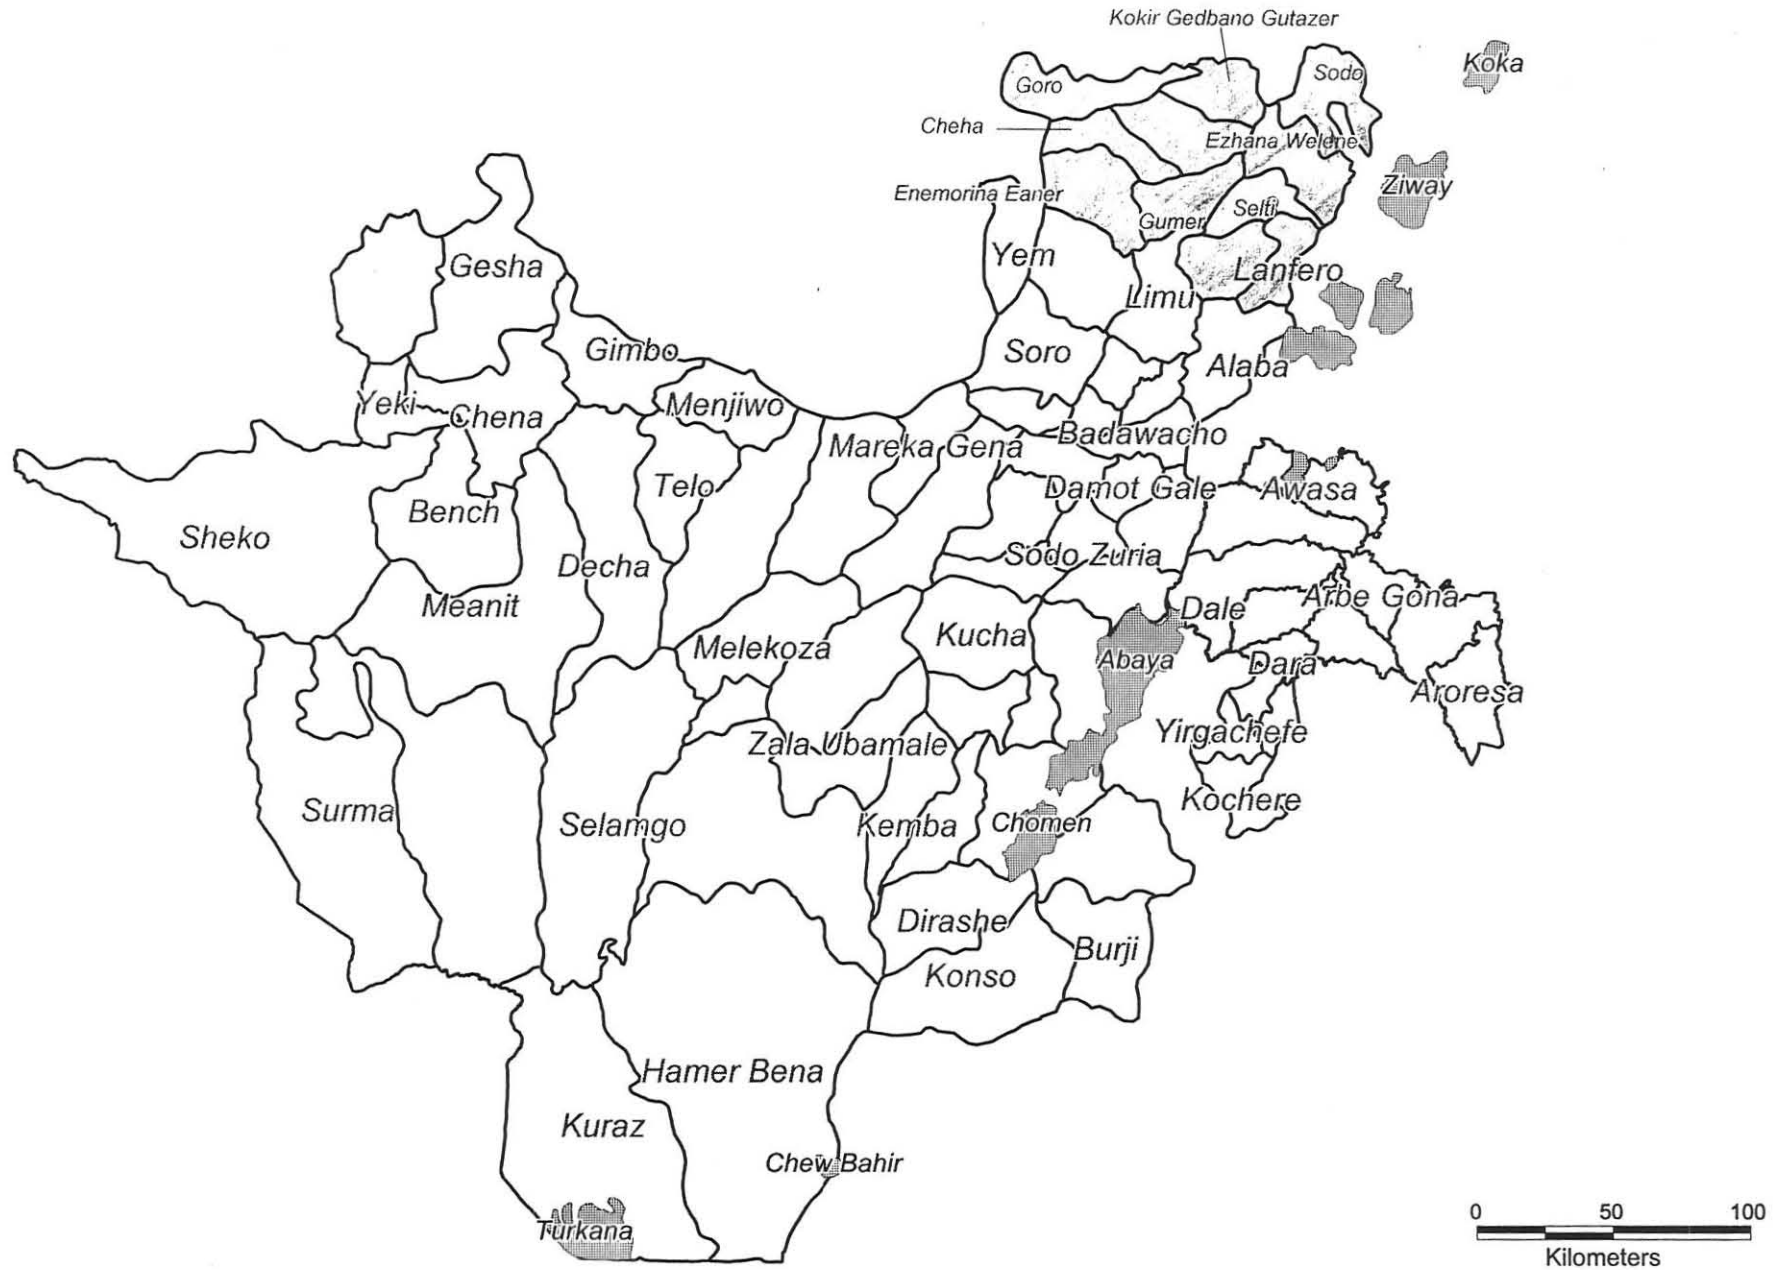 Kokir Gedbano Gutazer
Koka
Goro
Sodo
Cheha
Ezhana Welene
Ziway
Enemorina Eaner
Selti
Gumer
Yem
Gesha
Lanfero
Limu
Gimbo
Soro
Alaba
Yeki
Chena
Menjiwo
Mareka Gena
Badawacho
Telo
Damot Gale
Awasa
Bench
Sheko
Decha
Sodo Zuria
Meanit
Dale
Arbe Gona
Melekoza
Kucha
Abaya
Dara
Aroresa
Zala Ubamale
Yirgachefe
Surma
Selamgo
Kemba
Chomen
Kochere
Dirashe
Burji
Konso
Hamer Bena
Kuraz
Chew Bahir
Turkana
0 50 100
Kilometers